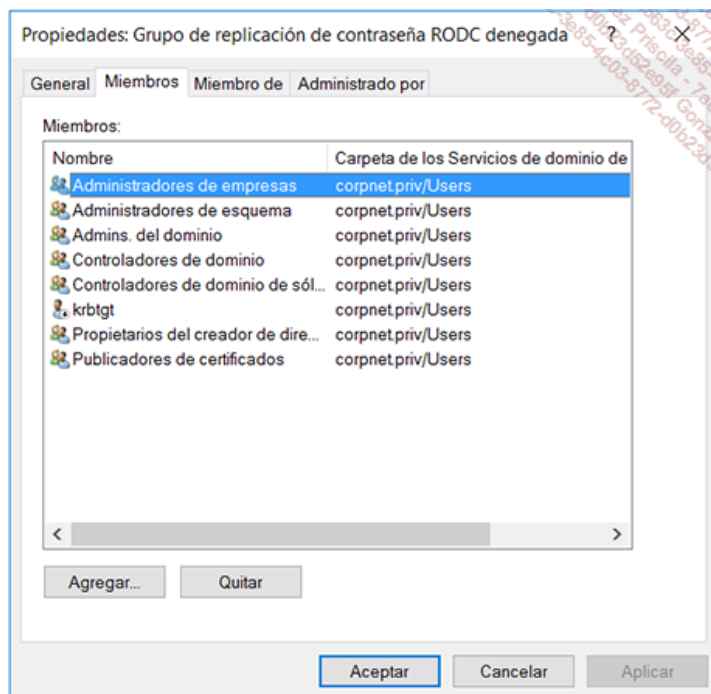 Propiedades: Grupo de replicación de contraseña RODC denegada ? ×
General Miembros Miembro de Administrado por
Miembros:
Nombre Carpeta de los Servicios de dominio de
Administradores de empresas corpnet.priv/Users
Administradores de esquema corpnet.priv/Users
Admins. del dominio corpnet.priv/Users
Controladores de dominio corpnet.priv/Users
Controladores de dominio de sól... corpnet.priv/Users
krbtgt corpnet.priv/Users
Propietarios del creador de dire... corpnet.priv/Users
Publicadores de certificados corpnet.priv/Users
Agregar... Quitar
Aceptar Cancelar Aplicar